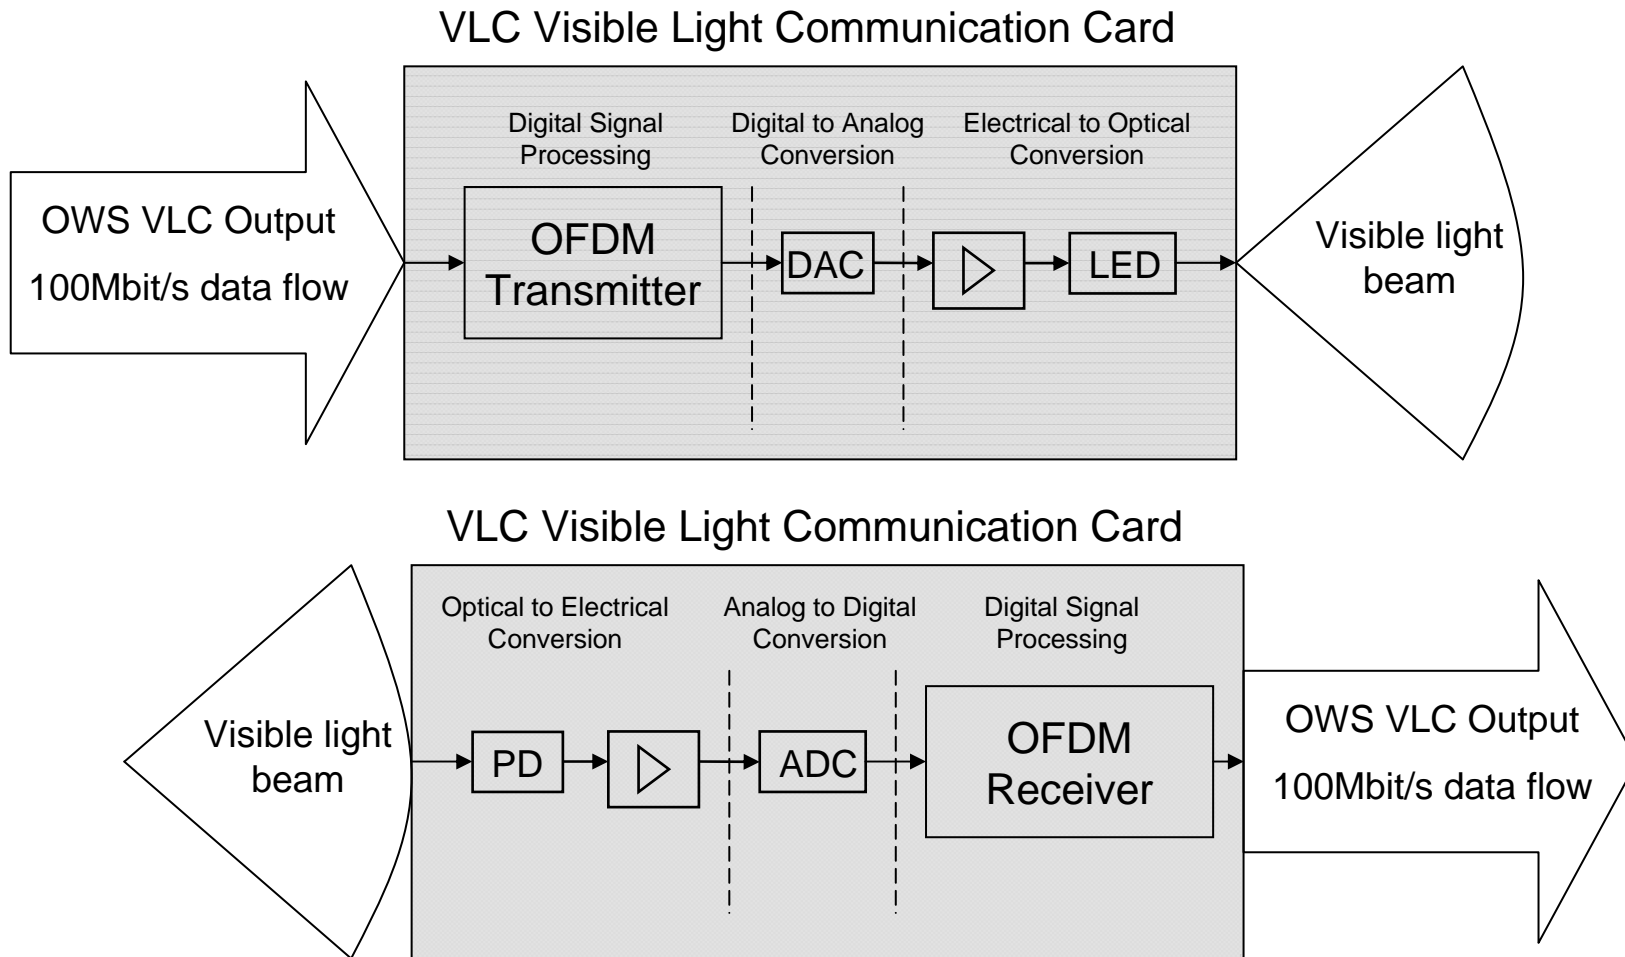 VLC Visible Light Communication Card
Digital Signal
Processing
Digital to Analog
Conversion
Electrical to Optical
Conversion
OWS VLC Output
100Mbit/s data flow
OFDM
Transmitter
DAC
LED
Visible light
beam
VLC Visible Light Communication Card
Optical to Electrical
Conversion
Analog to Digital
Conversion
Digital Signal
Processing
Visible light
beam
PD
ADC
OFDM
Receiver
OWS VLC Output
100Mbit/s data flow